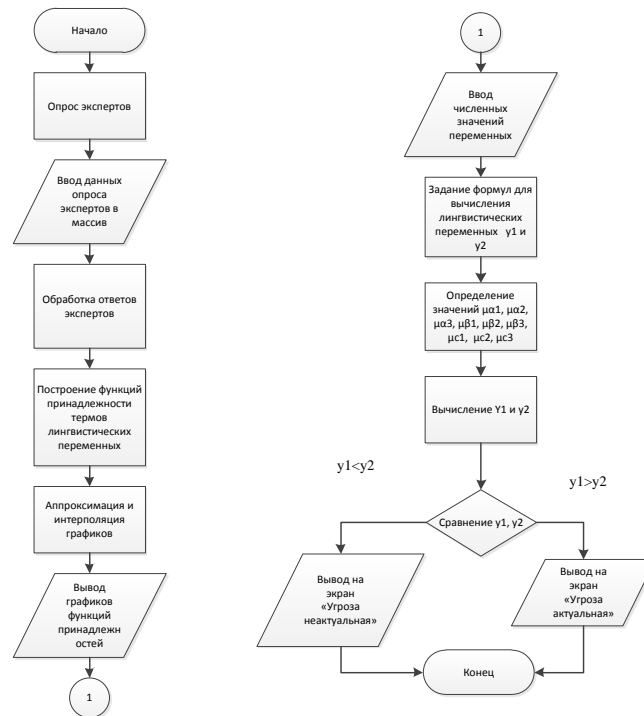 Начало
Опрос экспертов
Ввод данных
опроса
экспертов в
массив
Обработка ответов
экспертов
Построение функций
принадлежности
термов
лингвистических
переменных
Аппроксимация и
интерполяция
графиков
Вывод
графиков
функций
принадлежн
остей
1
1
Ввод
численных
значений
переменных
Задание формул для
вычисления
лингвистических
переменных y1 и
y2
Определение
значений μα1, μα2,
μα3, μβ1, μβ2, μβ3,
μc1, μc2, μc3
Вычисление Y1 и y2
y1<y2
y1>y2
Сравнение y1, y2
Вывод на
экран
«Угроза
неактуальная»
Вывод на
экран
«Угроза
актуальная»
Конец